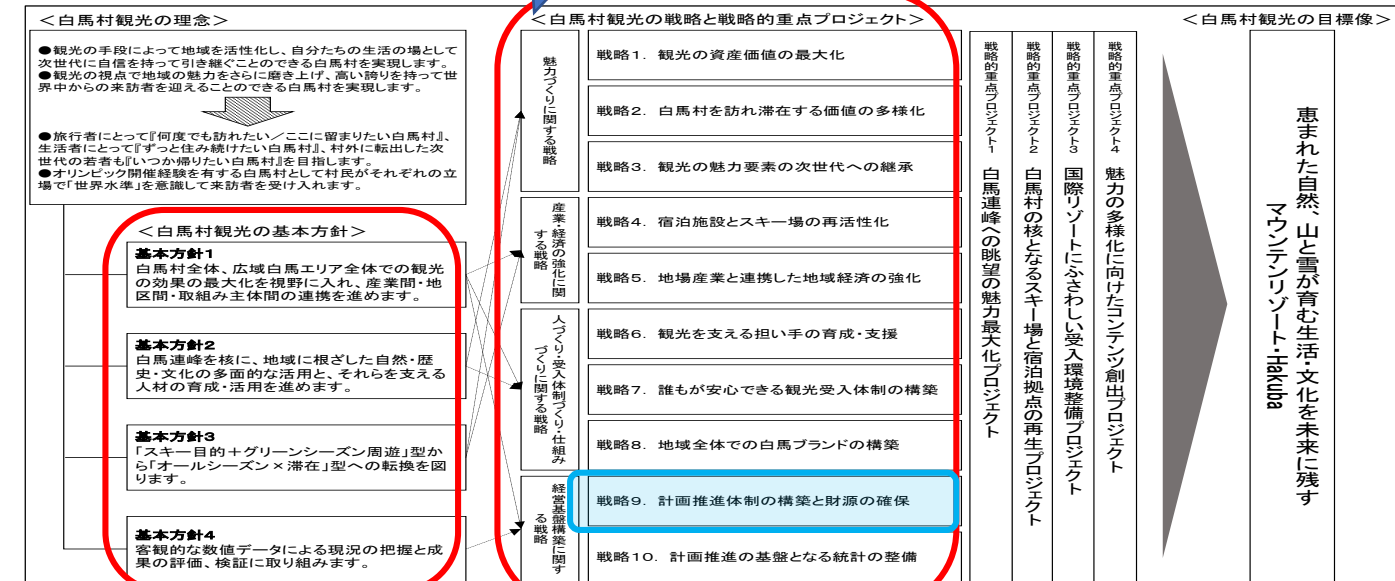 ＜白馬村観光の理念＞
●観光の手段によって地域を活性化し、自分たちの生活の場として
次世代に自信を持って引き継ぐことのできる白馬村を実現します。
●観光の視点で地域の魅力をさらに磨き上げ、高い誇りを持って世
界中からの来訪者を迎えることのできる白馬村を実現します。
●旅行者にとって『何度でも訪れたい／ここに留まりたい白馬村』、
生活者にとって『ずっと住み続けたい白馬村』、村外に転出した次
世代の若者も『いつか帰りたい白馬村』を目指します。
●オリンピック開催経験を有する白馬村として村民がそれぞれの立
場で「世界水準」を意識して来訪者を受け入れます。
＜白馬村観光の基本方針＞
基本方針1
白馬村全体、広域白馬エリア全体での観光
の効果の最大化を視野に入れ、産業間・地
区間・取組み主体間の連携を進めます。
基本方針2
白馬連峰を核に、地域に根ざした自然・歴
史・文化の多面的な活用と、それらを支える
人材の育成・活用を進めます。
基本方針3
「スキー目的＋グリーンシーズン周遊」型か
ら「オールシーズン×滞在」型への転換を図
ります。
基本方針4
客観的な数値データによる現況の把握と成
果の評価、検証に取り組みます。
＜白馬村観光の戦略と戦略的重点プロジェクト＞
魅力づくりに関する戦略
戦略1．観光の資産価値の最大化
戦略2．白馬村を訪れ滞在する価値の多様化
戦略3．観光の魅力要素の次世代への継承
産業・経済の強化に関
する戦略
戦略4．宿泊施設とスキー場の再活性化
戦略5．地場産業と連携した地域経済の強化
人づくり・受入体制づくり・仕組み
づくりに関する戦略
戦略6．観光を支える担い手の育成・支援
戦略7．誰もが安心できる観光受入体制の構築
戦略8．地域全体での白馬ブランドの構築
経営基盤構築に関す
る戦略
戦略9．計画推進体制の構築と財源の確保
戦略10．計画推進の基盤となる統計の整備
戦略的重点プロジェクト1　白馬連峰への眺望の魅力最大化プロジェクト
戦略的重点プロジェクト2　白馬村の核となるスキー場と宿泊拠点の再生プロジェクト
戦略的重点プロジェクト3　国際リゾートにふさわしい受入環境整備プロジェクト
戦略的重点プロジェクト4　魅力の多様化に向けたコンテンツ創出プロジェクト
＜白馬村観光の目標像＞
恵まれた自然、山と雪が育む生活・文化を未来に残す
マウンテンリゾート・Hakuba